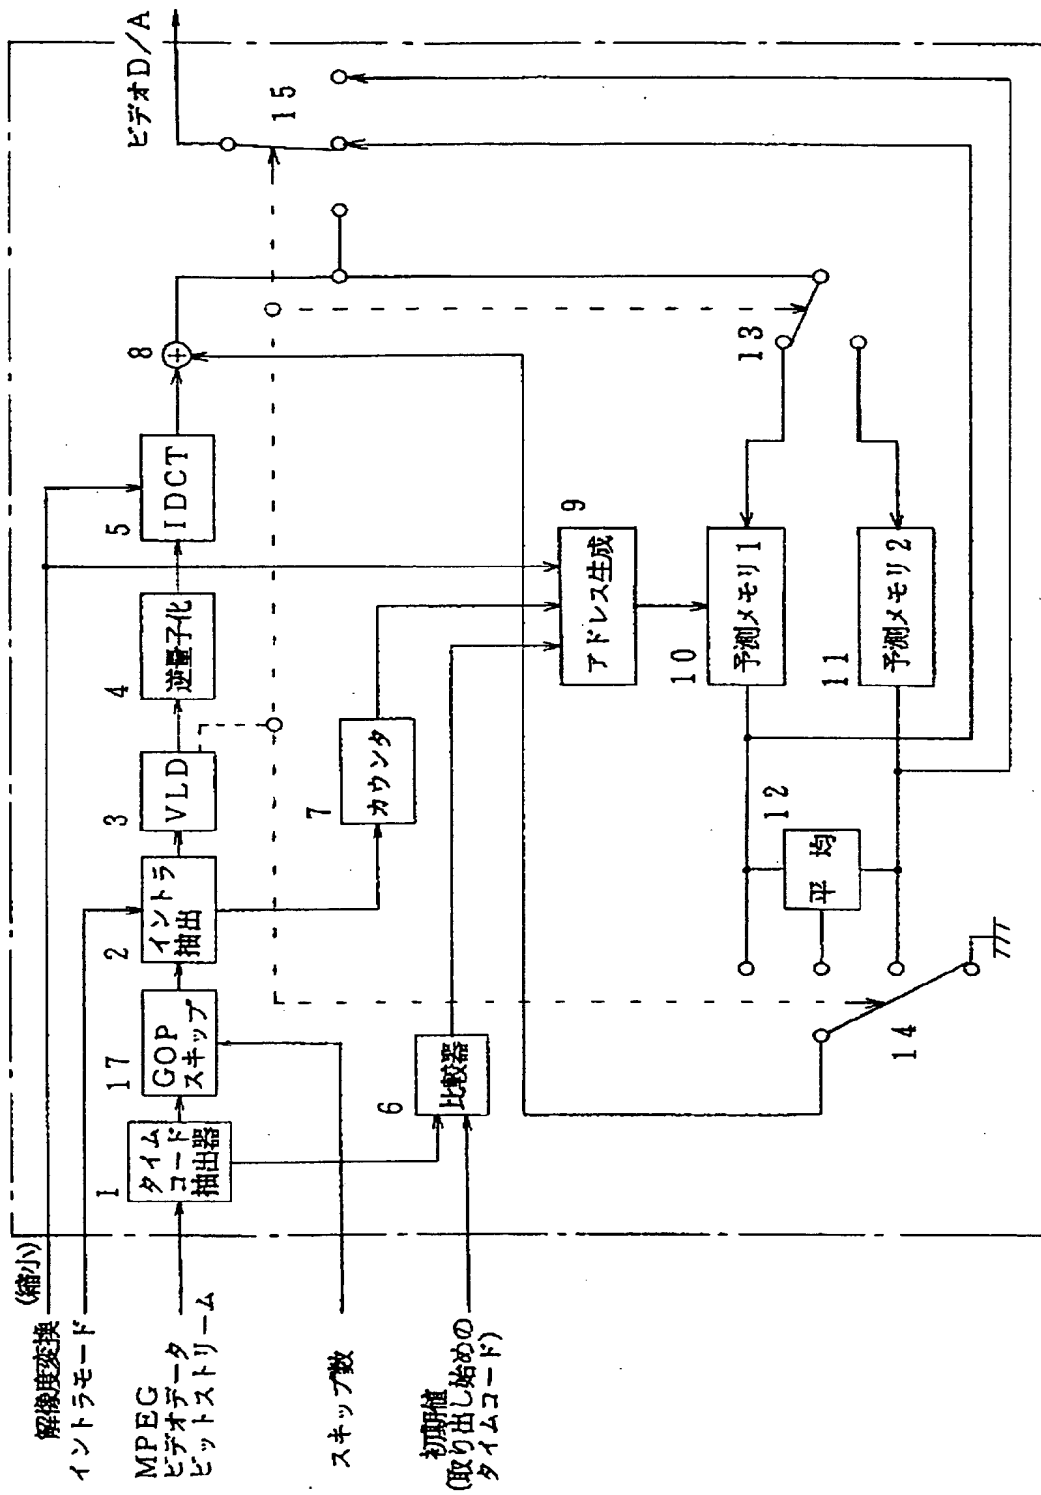 解像度変換 (縮小)
イントラモード
MPEG
ビデオデータ
ビットストリーム
スキップ数
初期値
(取り出し始めの
タイムコード)
1
タイム
コード
抽出器
17
GOP
スキップ
2
イントラ
抽出
3
VLD
4
逆量子化
5
IDCT
8
+
ビデオD/A
15
6
比較器
7
カウンタ
9
アドレス生成
10
予測メモリ1
11
予測メモリ2
12
平均
13
14